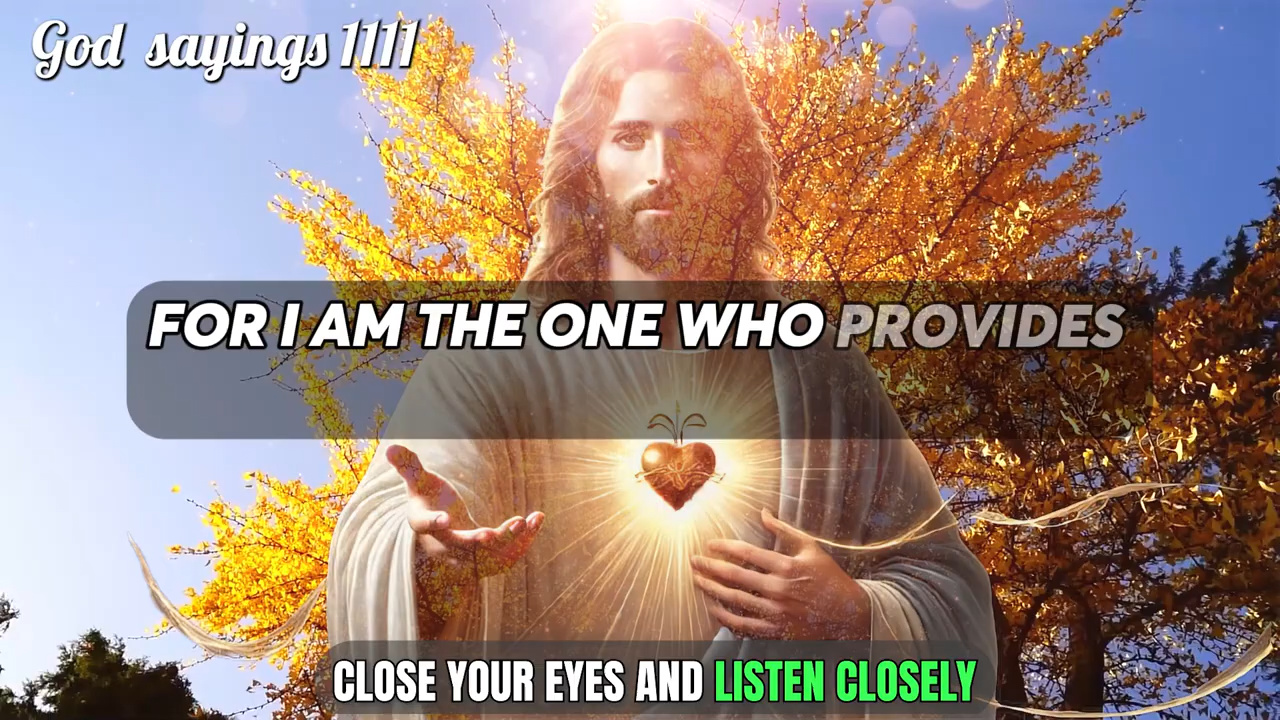 God sayings 1111
FOR I AM THE ONE WHO PROVIDES
CLOSE YOUR EYES AND LISTEN CLOSELY